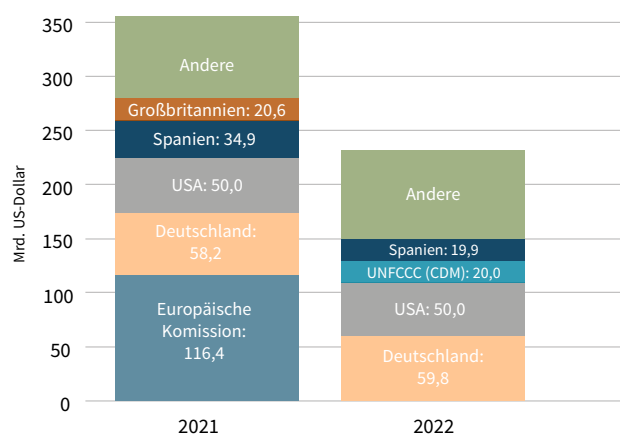 Mrd. US-Dollar
350
300
250
200
150
100
50
0
Andere
Großbritannien: 20,6
Spanien: 34,9
USA: 50,0
Deutschland:
58,2
Europäische
Komission:
116,4
Andere
Spanien: 19,9
UNFCCC (CDM): 20,0
USA: 50,0
Deutschland:
59,8
2021
2022